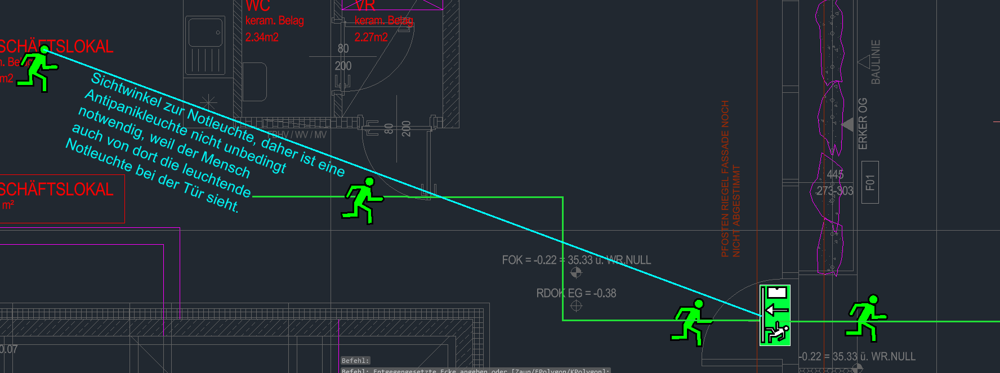 WC
keram. Belag
2.34m2
VR
keram. Belag
2.27m2
80
200
SCHÄFTSLOKAL
m. Belag
m2
Sichtwinkel zur Notleuchte, daher ist eine
Antipanikleuchte nicht unbedingt
notwendig, weil der Mensch
auch von dort die leuchtende
Notleuchte bei der Tür sieht.
FBHV / WV / MV
80
200
SCHÄFTSLOKAL
m²
PFOSTEN RIEGEL FASSADE NOCH
NICHT ABGESTIMMT
BAULINIE
ERKER OG
445
273-303
F01
FOK = -0.22 = 35.33 ü. WR.NULL
RDOK EG = -0.38
0.07
-0.22 = 35.33 ü. WR.NULL
Befehl:
Befehl: Entgegengesetzte Ecke angeben oder [Zaun/FPolygon/KPolygon]: